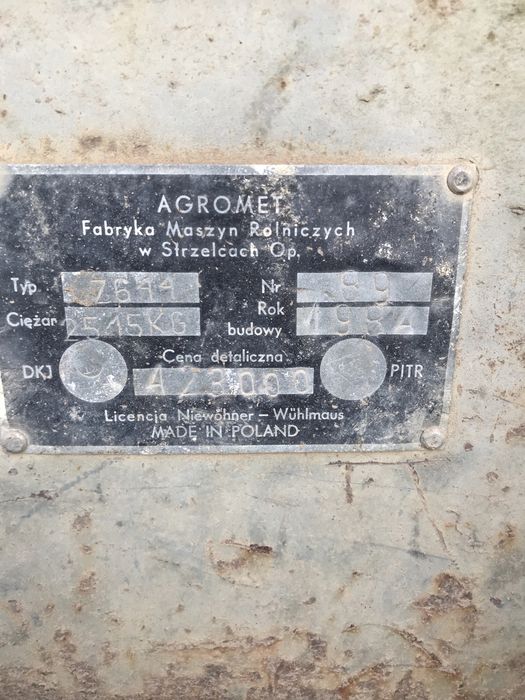 AGROMET
Fabryka Maszyn Rolniczych
w Strzelcach Op.
Typ Z644 Nr
Ciężar 2515KG Rok budowy 1984
Cena detaliczna
DKJ 423000 PITR
Licencja Niewöhner – Wühlmaus
MADE IN POLAND